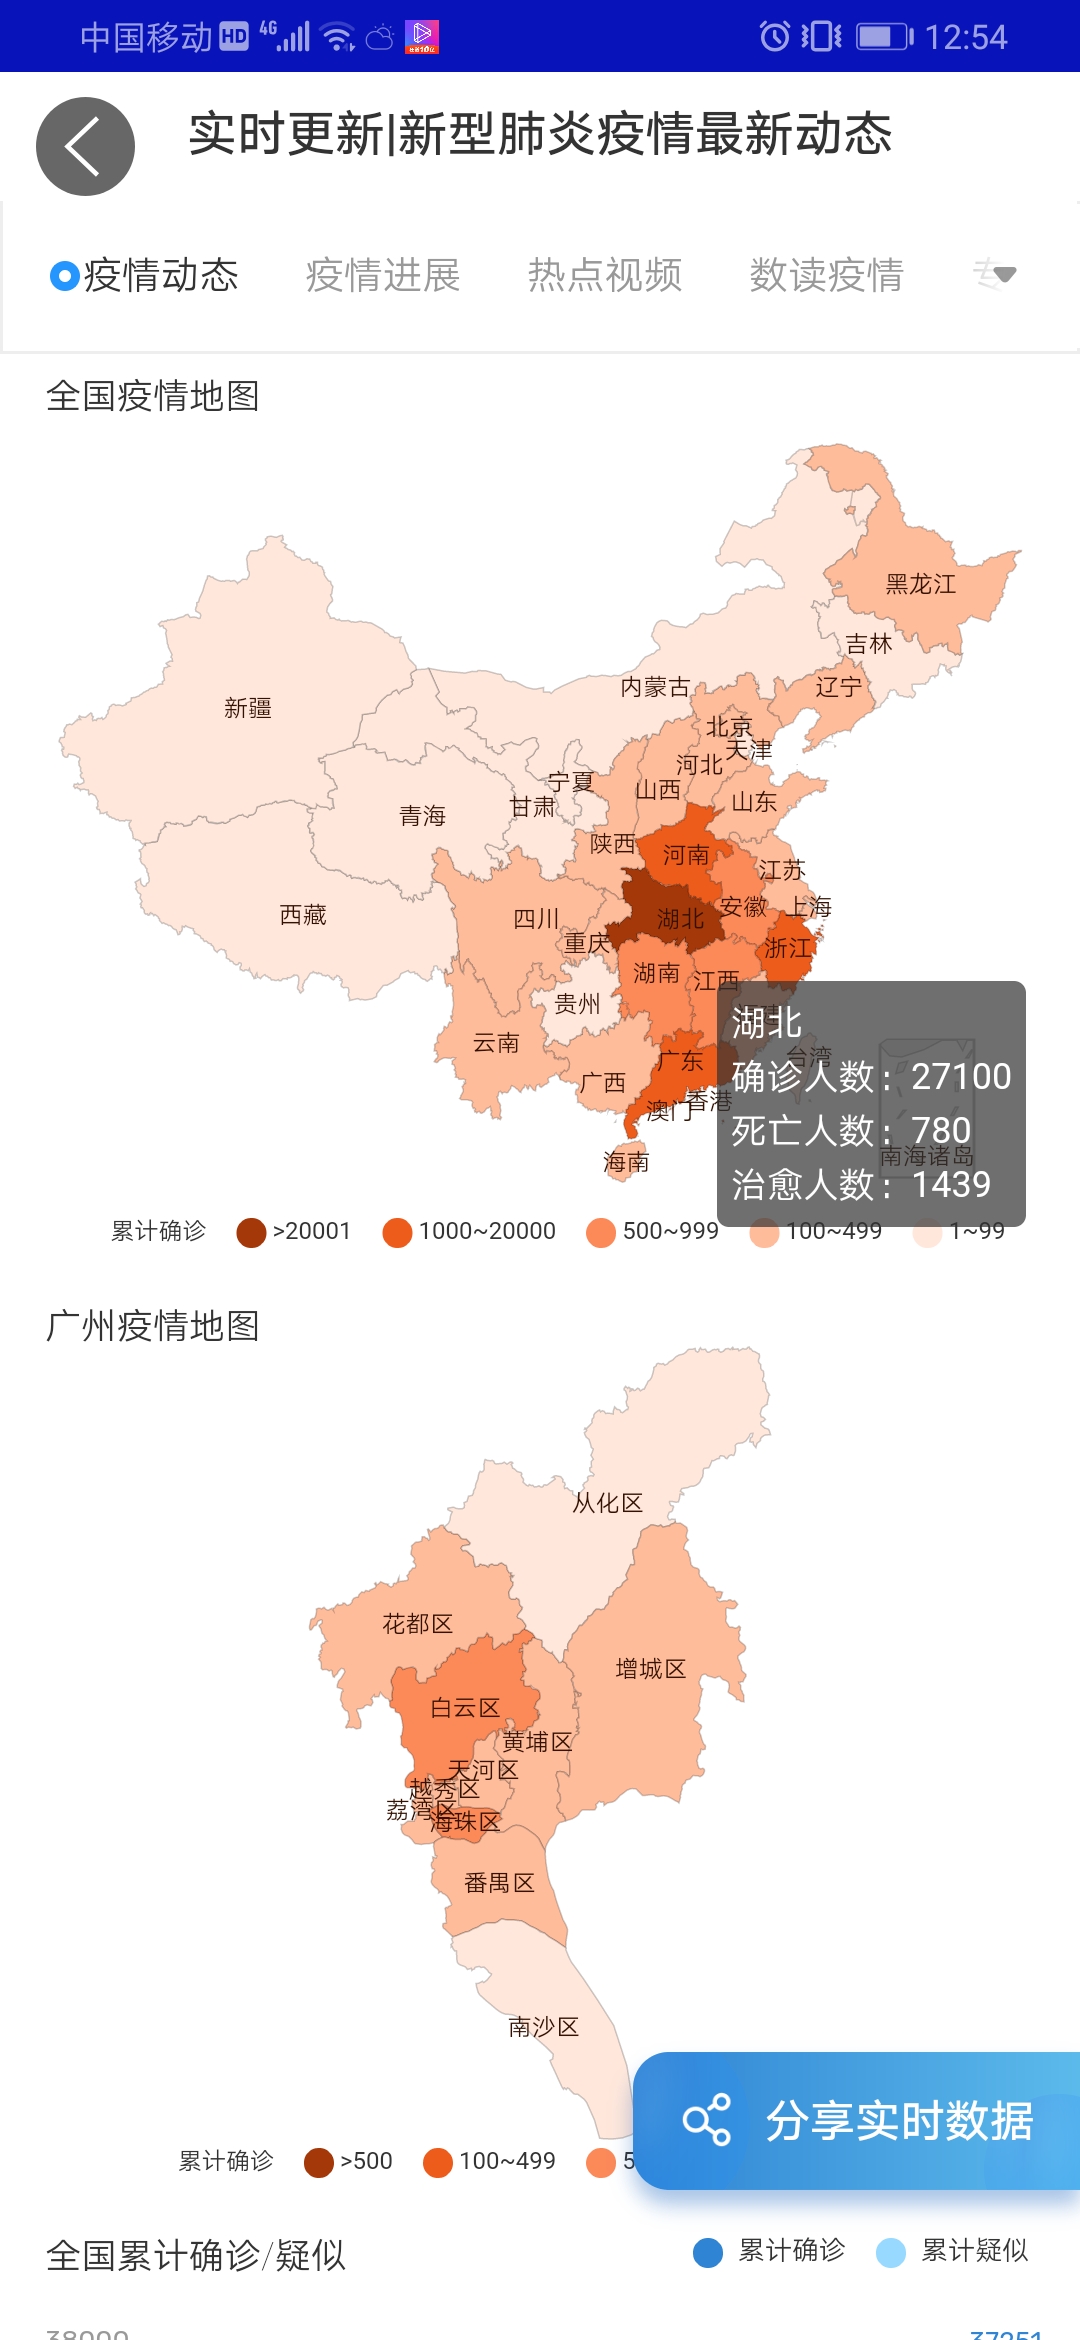 中国移动 HD 4G 12:54
实时更新|新型肺炎疫情最新动态
疫情动态 疫情进展 热点视频 数读疫情
全国疫情地图
黑龙江
吉林
辽宁
内蒙古
新疆
北京
天津
河北
宁夏
山西
山东
甘肃
青海
陕西
河南
江苏
安徽
上海
西藏
四川
湖北
重庆
浙江
湖南
江西
贵州
云南
广东
台湾
广西
香港
澳门
海南
南海诸岛
湖北
确诊人数：27100
死亡人数：780
治愈人数：1439
累计确诊 >20001 1000~20000 500~999 100~499 1~99
广州疫情地图
从化区
花都区
增城区
白云区
黄埔区
天河区
越秀区
荔湾区
海珠区
番禺区
南沙区
分享实时数据
累计确诊 >500 100~499 5
全国累计确诊/疑似 累计确诊 累计疑似
38000 37251